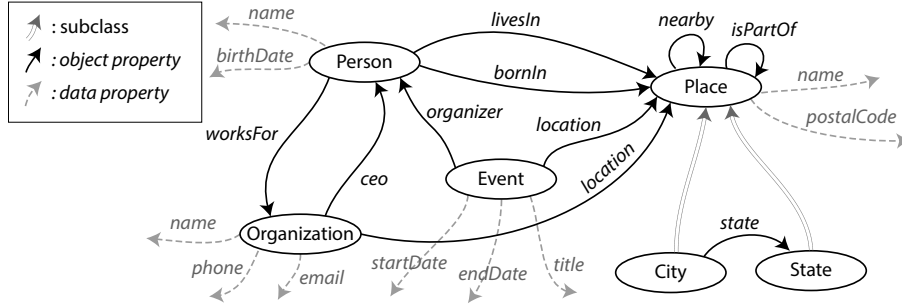 : subclass
: object property
: data property
name
birthDate
Person
livesIn
bornIn
nearby
isPartOf
Place
name
postalCode
worksFor
ceo
organizer
location
location
Event
name
Organization
phone
email
startDate
endDate
title
state
City
State